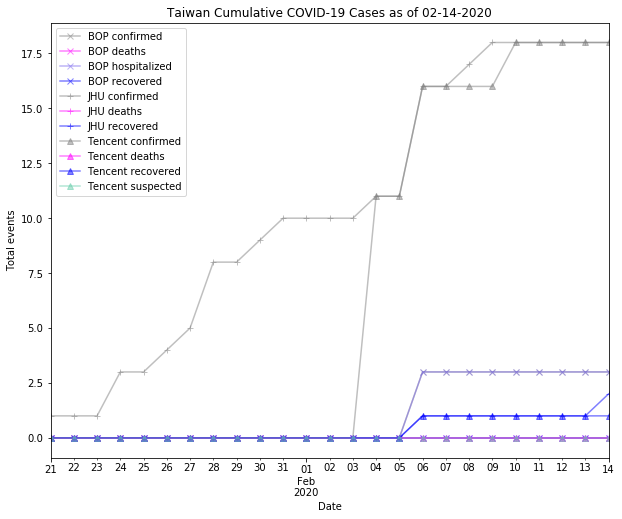 Taiwan Cumulative COVID-19 Cases as of 02-14-2020
BOP confirmed
BOP deaths
BOP hospitalized
BOP recovered
JHU confirmed
JHU deaths
JHU recovered
Tencent confirmed
Tencent deaths
Tencent recovered
Tencent suspected
Total events
17.5
15.0
12.5
10.0
7.5
5.0
2.5
0.0
21 22 23 24 25 26 27 28 29 30 31 01 02 03 04 05 06 07 08 09 10 11 12 13 14
Feb
2020
Date